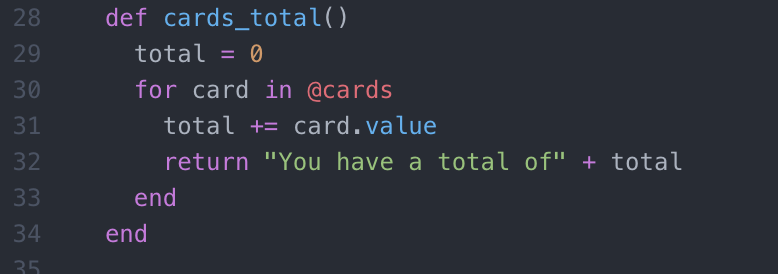 28 def cards_total()
29 total = 0
30 for card in @cards
31 total += card.value
32 return "You have a total of" + total
33 end
34 end
35